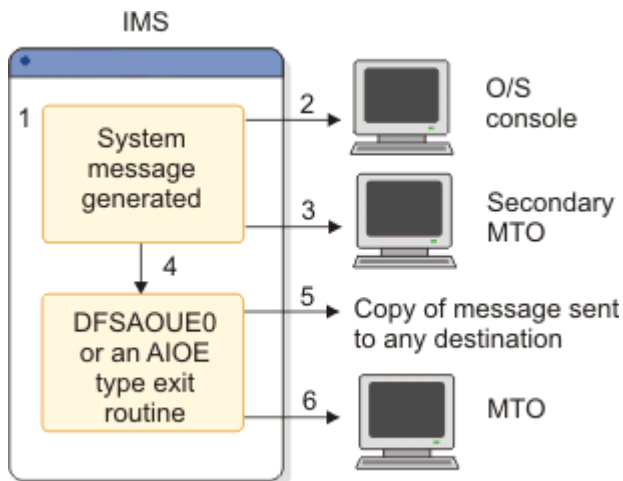 IMS
1
System
message
generated
2
O/S
console
3
Secondary
MTO
4
DFSAOUE0
or an AIOE
type exit
routine
5
Copy of message sent
to any destination
6
MTO